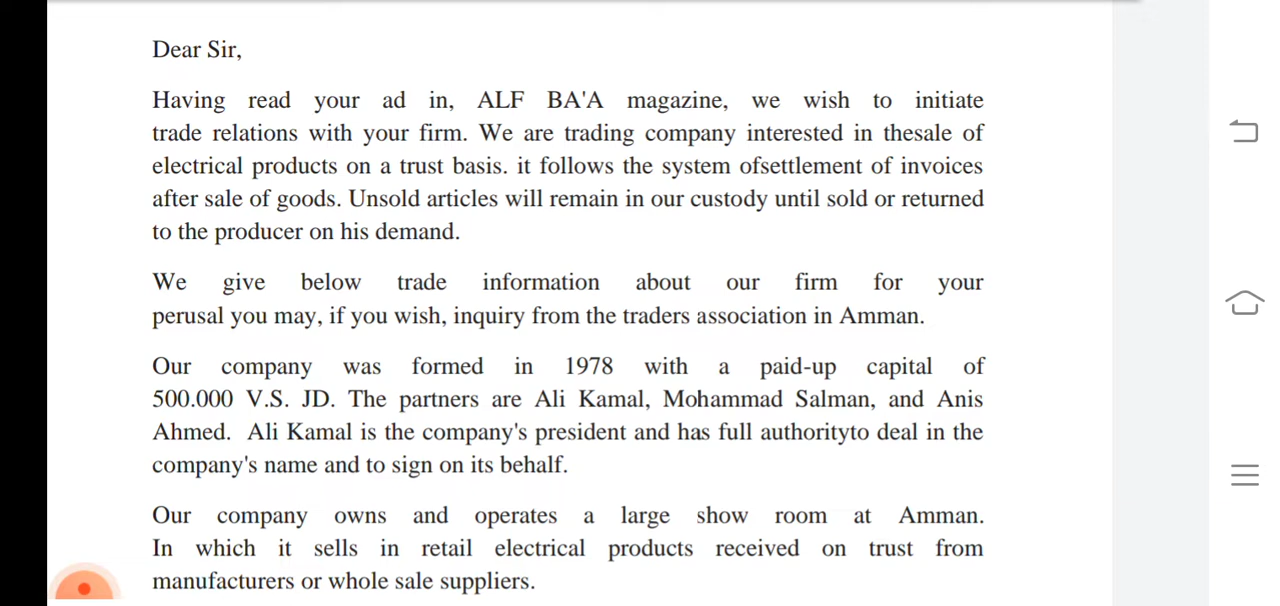 Dear Sir,
Having read your ad in, ALF BA'A magazine, we wish to initiate
trade relations with your firm. We are trading company interested in thesale of
electrical products on a trust basis. it follows the system ofsettlement of invoices
after sale of goods. Unsold articles will remain in our custody until sold or returned
to the producer on his demand.
We give below trade information about our firm for your
perusal you may, if you wish, inquiry from the traders association in Amman.
Our company was formed in 1978 with a paid-up capital of
500.000 V.S. JD. The partners are Ali Kamal, Mohammad Salman, and Anis
Ahmed. Ali Kamal is the company's president and has full authorityto deal in the
company's name and to sign on its behalf.
Our company owns and operates a large show room at Amman.
In which it sells in retail electrical products received on trust from
manufacturers or whole sale suppliers.